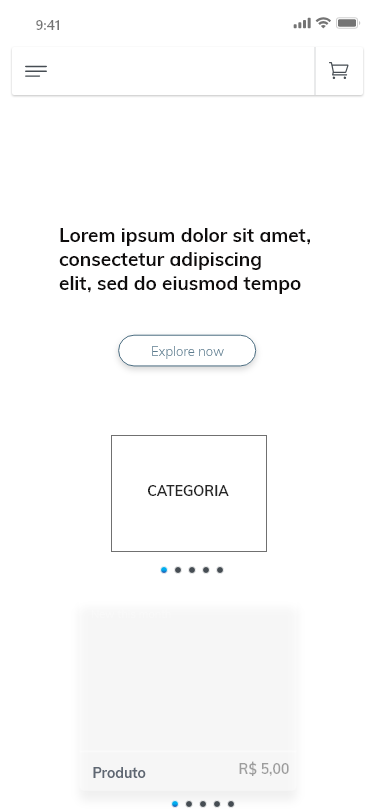 9:41
Lorem ipsum dolor sit amet,
consectetur adipiscing
elit, sed do eiusmod tempo
Explore now
CATEGORIA
Produto R$ 5,00